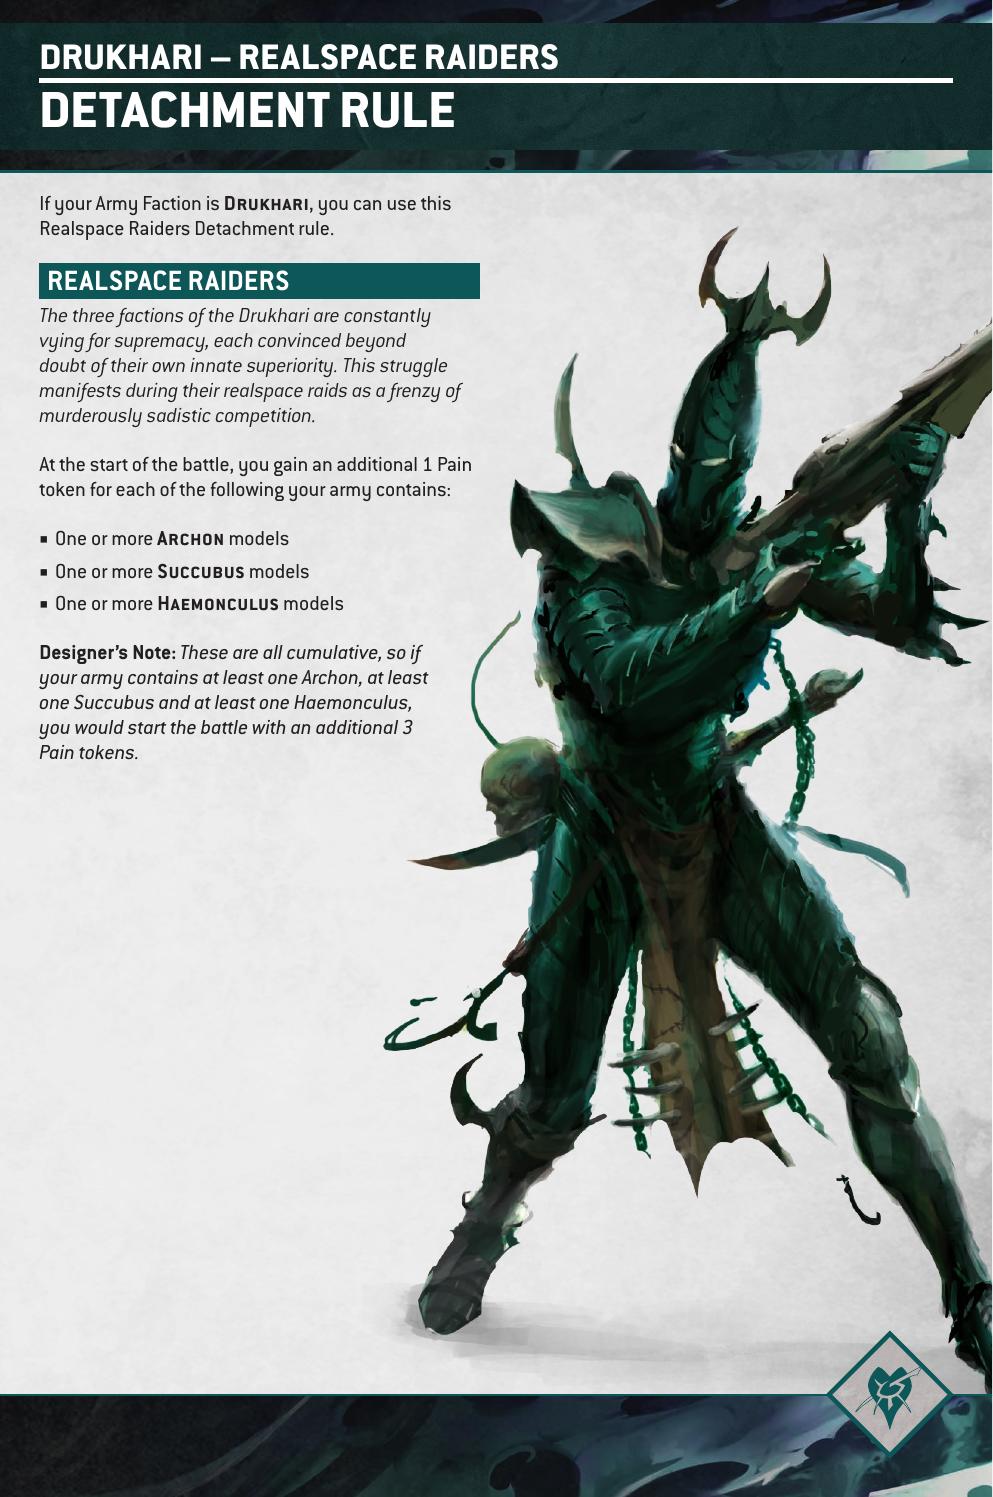 DRUKHARI – REALSPACE RAIDERS
DETACHMENT RULE
If your Army Faction is DRUKHARI, you can use this
Realspace Raiders Detachment rule.
REALSPACE RAIDERS
The three factions of the Drukhari are constantly
vying for supremacy, each convinced beyond
doubt of their own innate superiority. This struggle
manifests during their realspace raids as a frenzy of
murderously sadistic competition.
At the start of the battle, you gain an additional 1 Pain
token for each of the following your army contains:
▪ One or more ARCHON models
▪ One or more SUCCUBUS models
▪ One or more HAEMONCULUS models
Designer's Note: These are all cumulative, so if
your army contains at least one Archon, at least
one Succubus and at least one Haemonculus,
you would start the battle with an additional 3
Pain tokens.